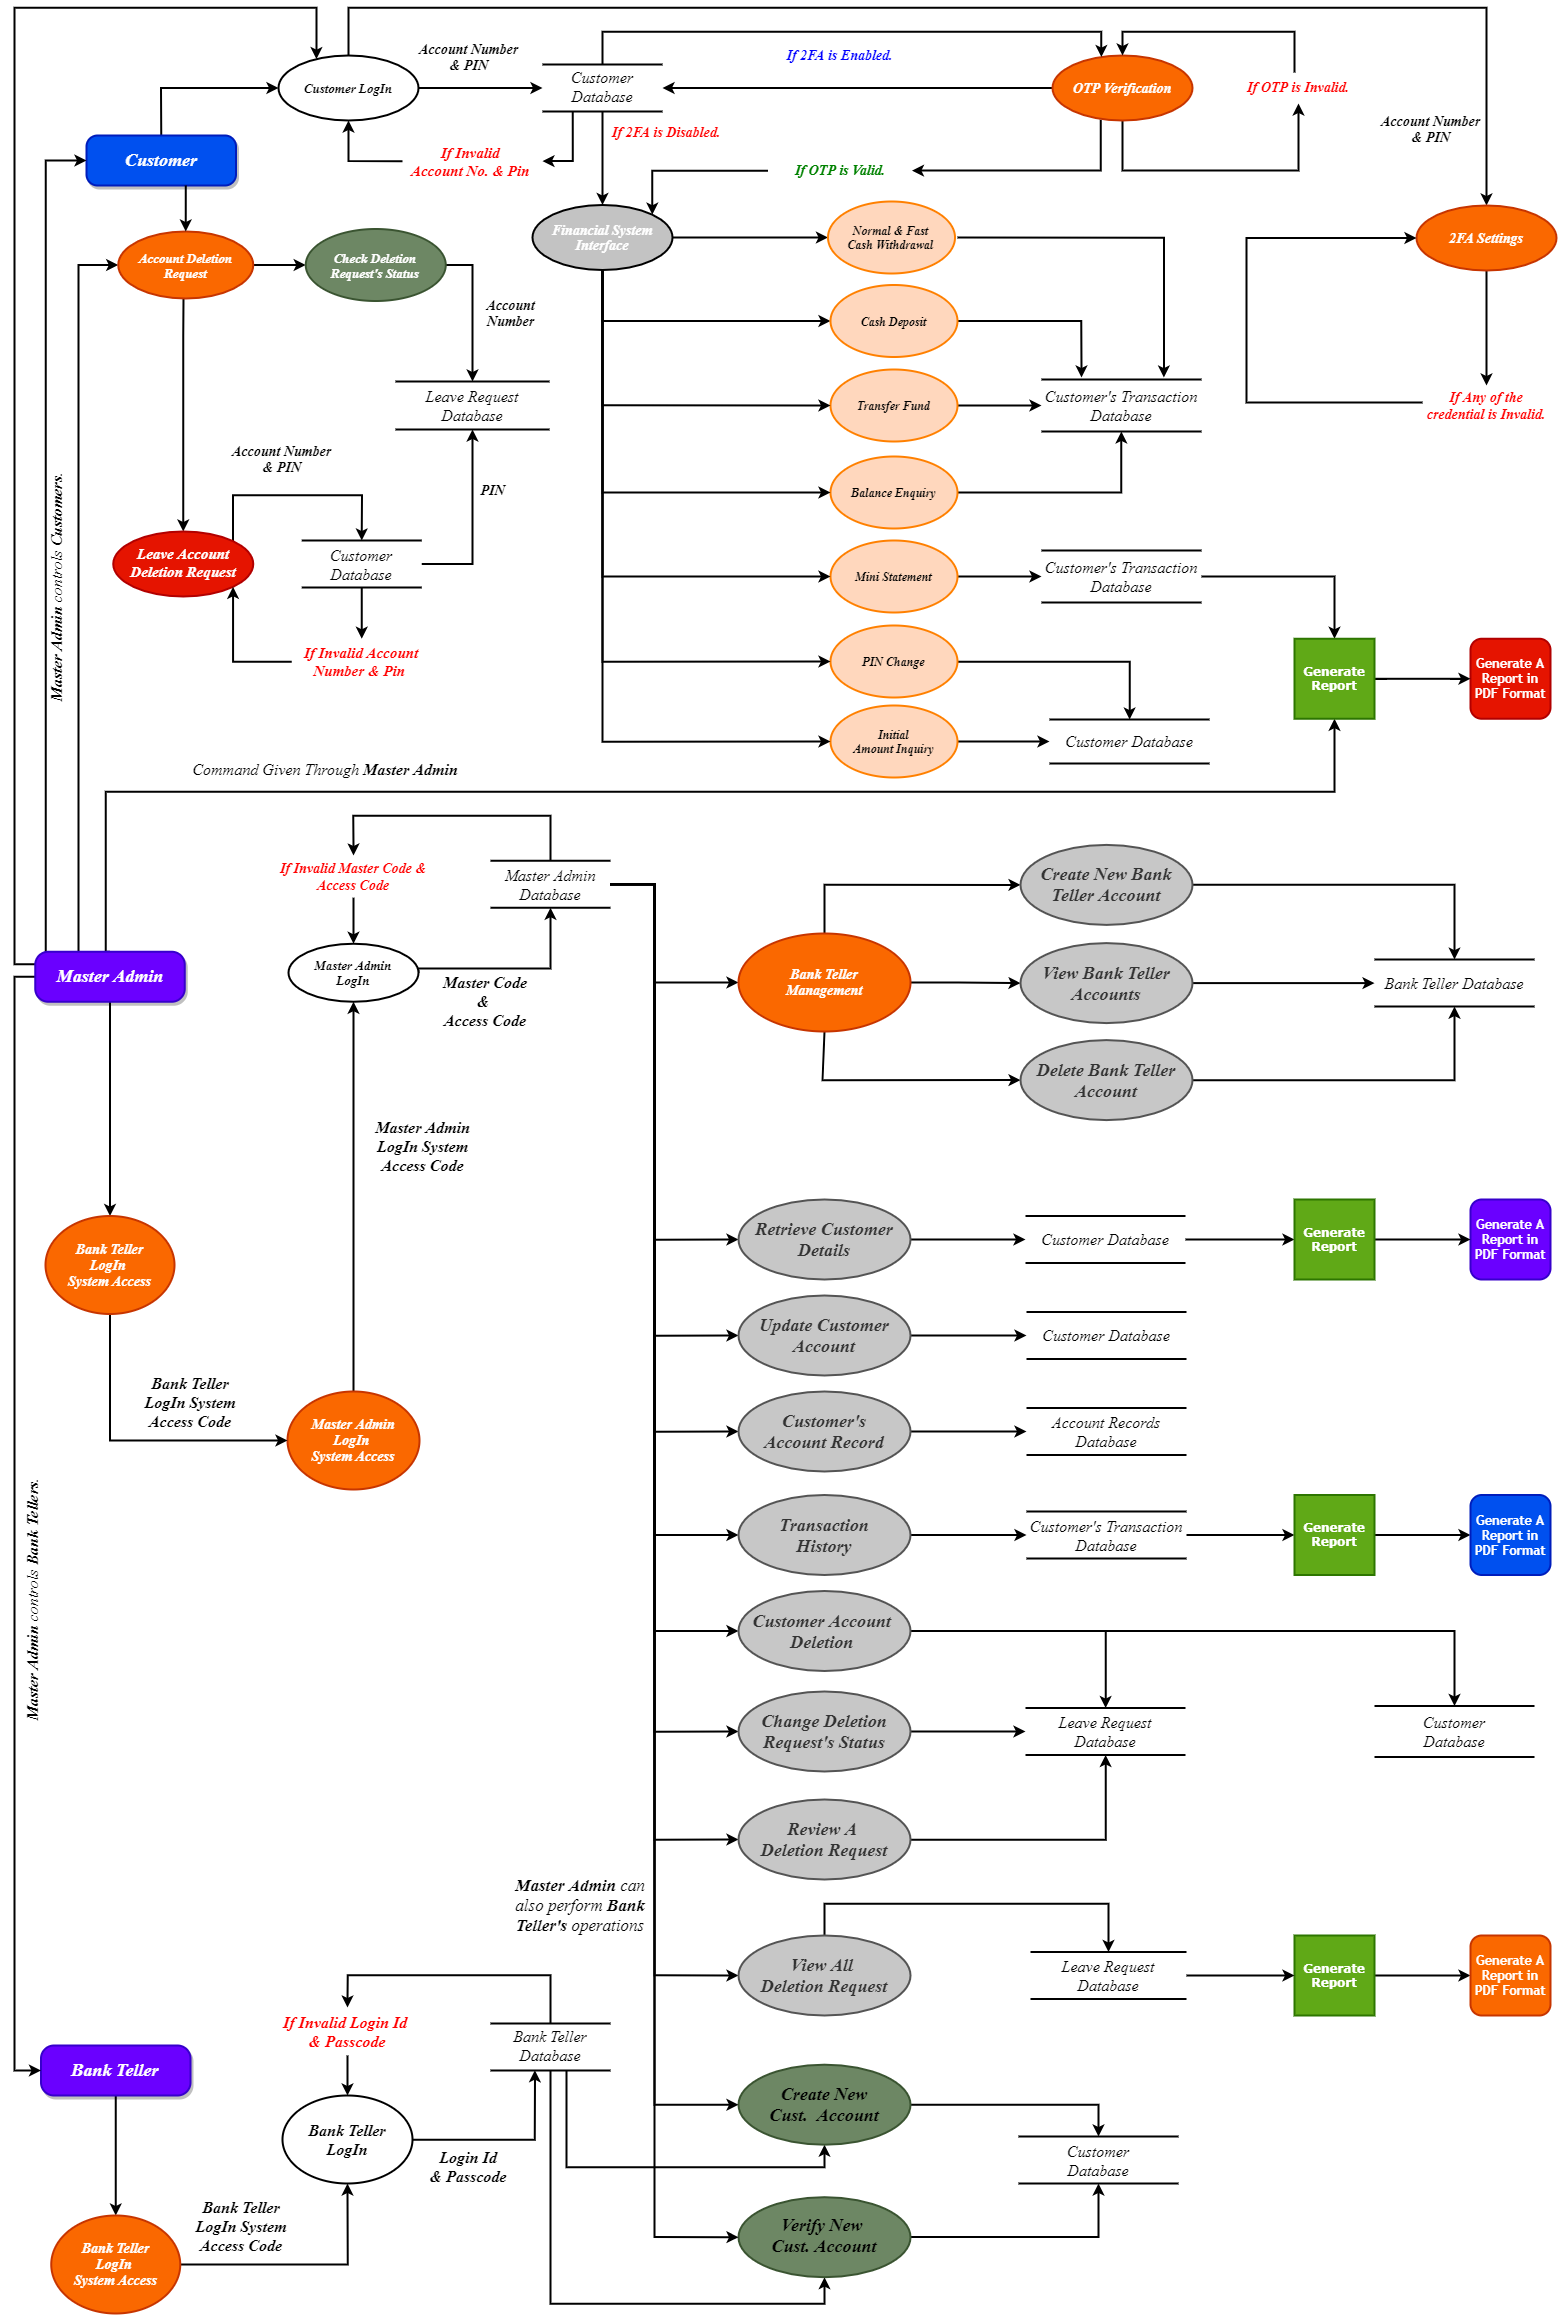 Account Number
& PIN
If 2FA is Enabled.
Customer LogIn
Customer
Database
OTP Verification
If OTP is Invalid.
Account Number
& PIN
If 2FA is Disabled.
Customer
If Invalid
Account No. & Pin
If OTP is Valid.
Financial System
Interface
Normal & Fast
Cash Withdrawal
2FA Settings
Account Deletion
Request
Check Deletion
Request's Status
Account
Number
Cash Deposit
Leave Request
Database
Transfer Fund
Customer's Transaction
Database
If Any of the
credential is Invalid.
Account Number
& PIN
PIN
Balance Enquiry
Master Admin controls Customers.
Leave Account
Deletion Request
Customer
Database
Mini Statement
Customer's Transaction
Database
If Invalid Account
Number & Pin
PIN Change
Generate
Report
Generate A
Report in
PDF Format
Initial
Amount Inquiry
Customer Database
Command Given Through Master Admin
If Invalid Master Code &
Access Code
Master Admin
Database
Create New Bank
Teller Account
Master Admin
Master Admin
LogIn
Master Code
&
Access Code
Bank Teller
Management
View Bank Teller
Accounts
Bank Teller Database
Delete Bank Teller
Account
Master Admin
LogIn System
Access Code
Bank Teller
LogIn
System Access
Retrieve Customer
Details
Customer Database
Generate
Report
Generate A
Report in
PDF Format
Update Customer
Account
Customer Database
Bank Teller
LogIn System
Access Code
Master Admin
LogIn
System Access
Customer's
Account Record
Account Records
Database
Master Admin controls Bank Tellers.
Transaction
History
Customer's Transaction
Database
Generate
Report
Generate A
Report in
PDF Format
Customer Account
Deletion
Change Deletion
Request's Status
Leave Request
Database
Customer
Database
Review A
Deletion Request
Master Admin can
also perform Bank
Teller's operations
View All
Deletion Request
Leave Request
Database
Generate
Report
Generate A
Report in
PDF Format
If Invalid Login Id
& Passcode
Bank Teller
Database
Bank Teller
Create New
Cust.  Account
Bank Teller
LogIn
Login Id
& Passcode
Customer
Database
Bank Teller
LogIn System
Access Code
Verify New
Cust. Account
Bank Teller
LogIn
System Access